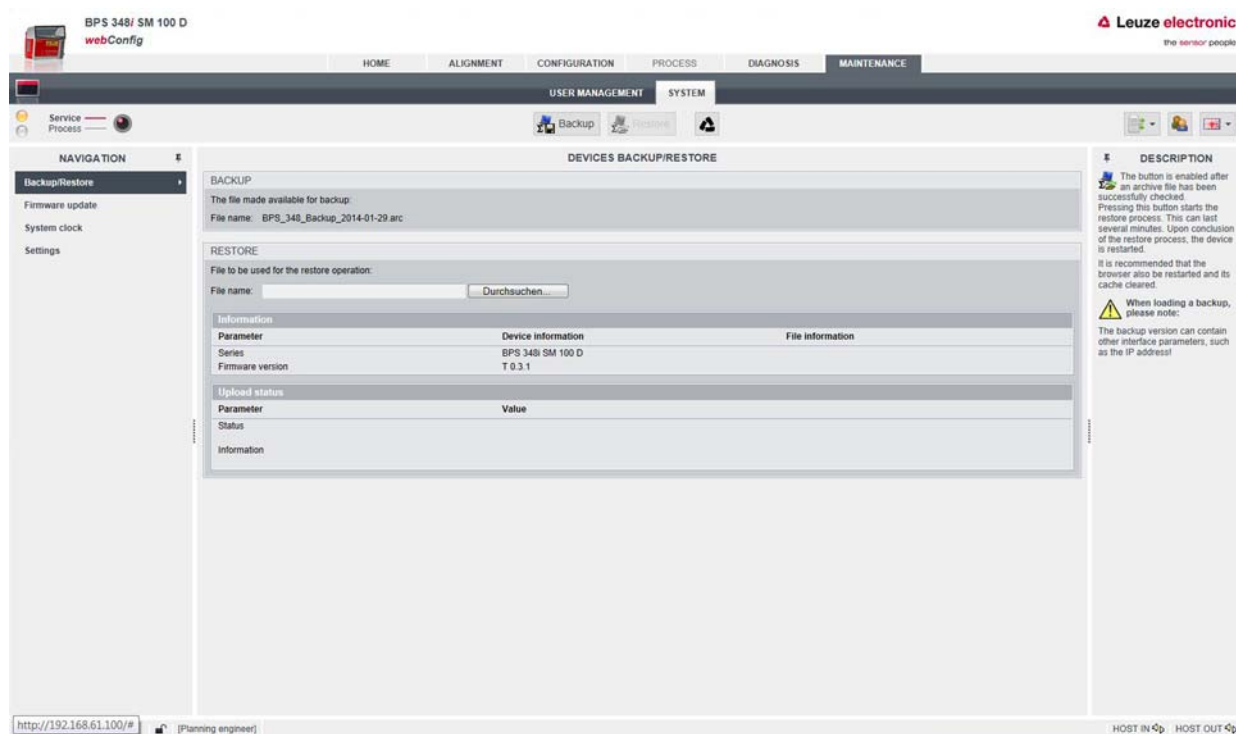 BPS 348i SM 100 D
webConfig
Leuze electronic
the sensor people
HOME ALIGNMENT CONFIGURATION PROCESS DIAGNOSIS MAINTENANCE
USER MANAGEMENT SYSTEM
Service
Process
Backup Restore
NAVIGATION
Backup/Restore
Firmware update
System clock
Settings
DEVICES BACKUP/RESTORE
BACKUP
The file made available for backup:
File name: BPS_348_Backup_2014-01-29.arc
RESTORE
File to be used for the restore operation:
File name: Durchsuchen...
Information
Parameter Device information File information
Series BPS 348i SM 100 D
Firmware version T 0.3.1
Upload status
Parameter Value
Status
Information
DESCRIPTION
The button is enabled after
an archive file has been
successfully checked.
Pressing this button starts the
restore process. This can last
several minutes. Upon conclusion
of the restore process, the device
is restarted.
It is recommended that the
browser also be restarted and its
cache cleared.
When loading a backup,
please note:
The backup version can contain
other interface parameters, such
as the IP address!
http://192.168.61.100/# [Planning engineer] HOST IN HOST OUT